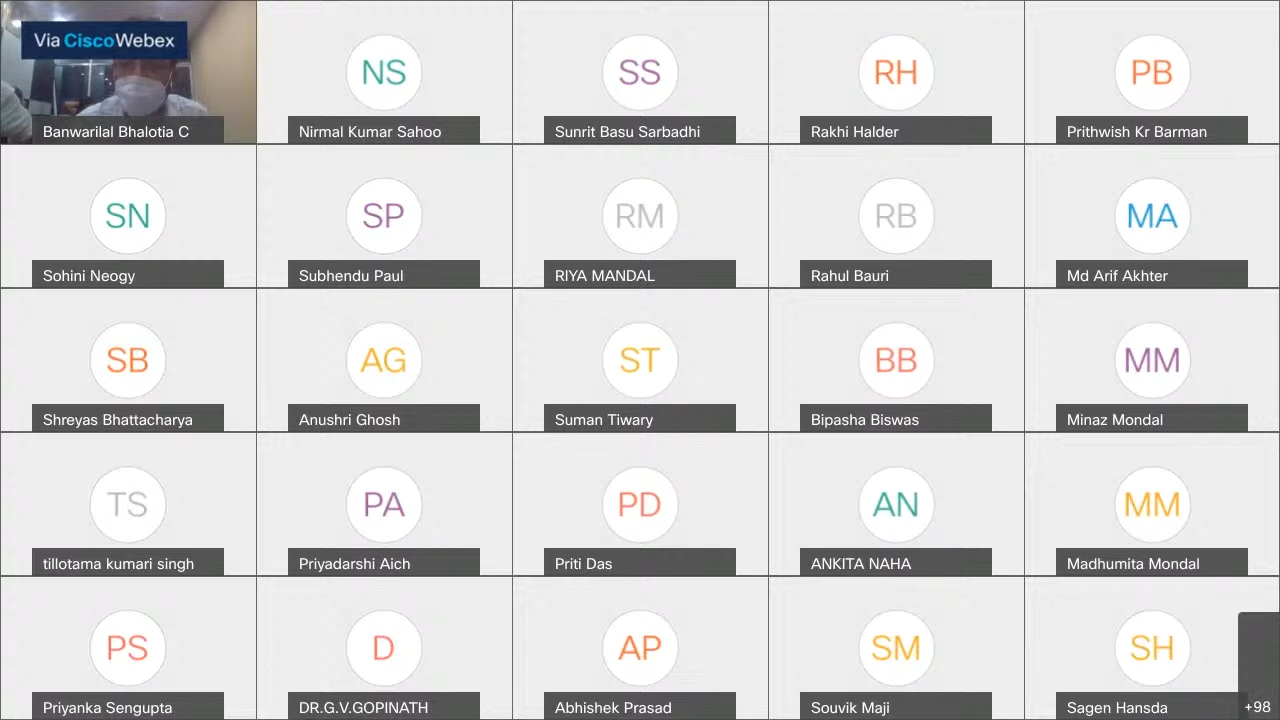 Via CiscoWebex
Banwarilal Bhalotia C
NS
Nirmal Kumar Sahoo
SS
Sunrit Basu Sarbadhi
RH
Rakhi Halder
PB
Prithwish Kr Barman
SN
Sohini Neogy
SP
Subhendu Paul
RM
RIYA MANDAL
RB
Rahul Bauri
MA
Md Arif Akhter
SB
Shreyas Bhattacharya
AG
Anushri Ghosh
ST
Suman Tiwary
BB
Bipasha Biswas
MM
Minaz Mondal
TS
tillotama kumari singh
PA
Priyadarshi Aich
PD
Priti Das
AN
ANKITA NAHA
MM
Madhumita Mondal
PS
Priyanka Sengupta
D
DR.G.V.GOPINATH
AP
Abhishek Prasad
SM
Souvik Maji
SH
Sagen Hansda
+98